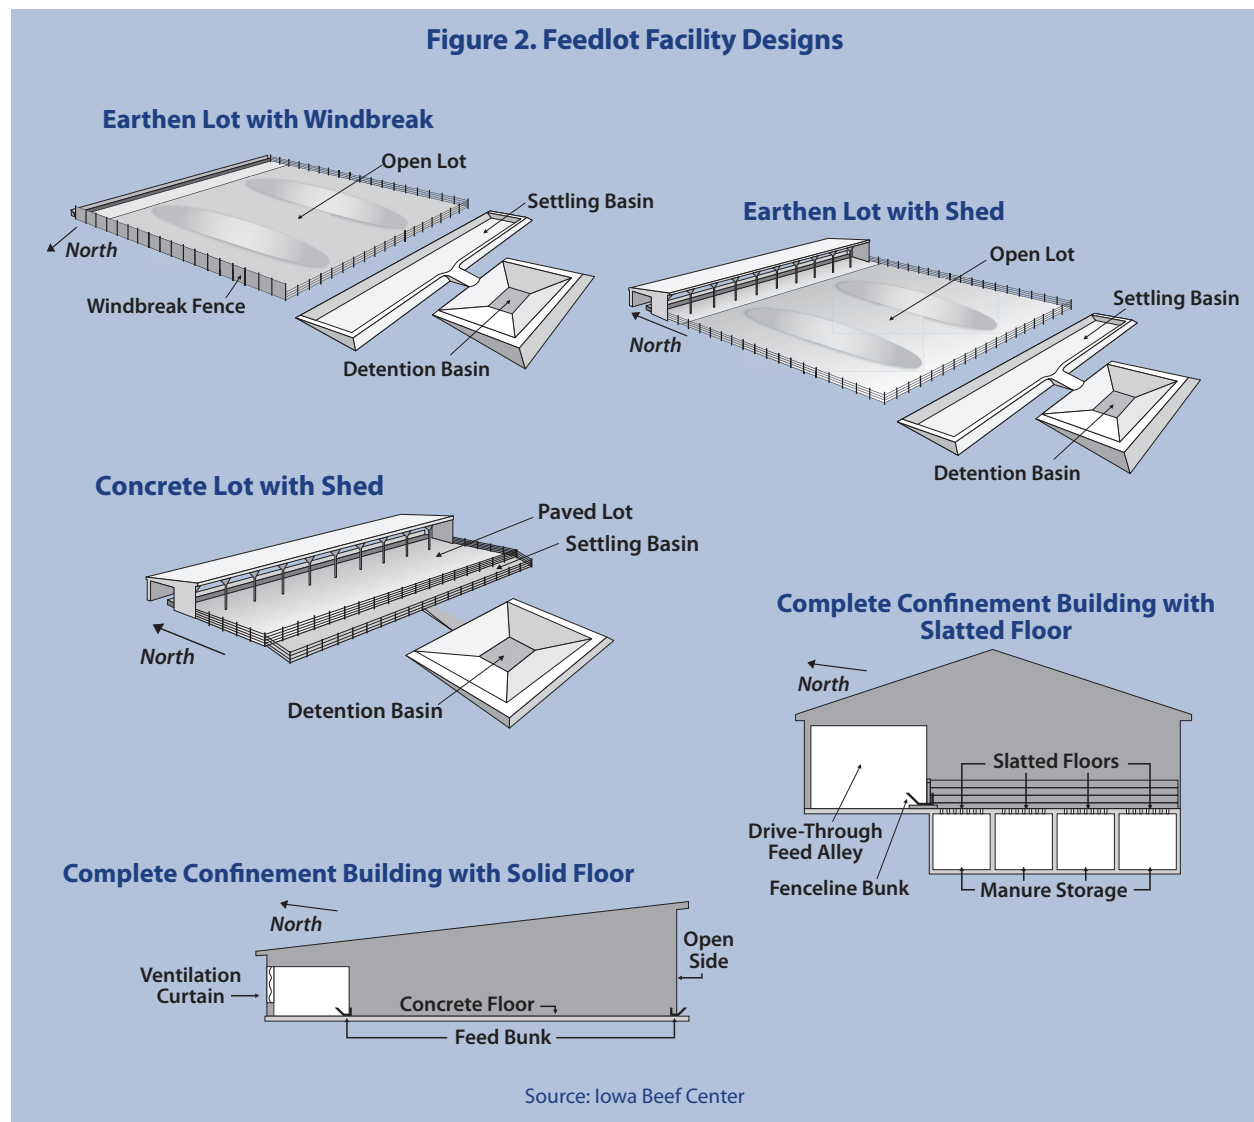 Figure 2. Feedlot Facility Designs
Earthen Lot with Windbreak
Open Lot
Settling Basin
North
Windbreak Fence
Detention Basin
Earthen Lot with Shed
Open Lot
Settling Basin
North
Detention Basin
Concrete Lot with Shed
Paved Lot
Settling Basin
North
Detention Basin
Complete Confinement Building with
Slatted Floor
North
Slatted Floors
Drive-Through
Feed Alley
Fenceline Bunk
Manure Storage
Complete Confinement Building with Solid Floor
North
Open
Side
Ventilation
Curtain
Concrete Floor
Feed Bunk
Source: Iowa Beef Center